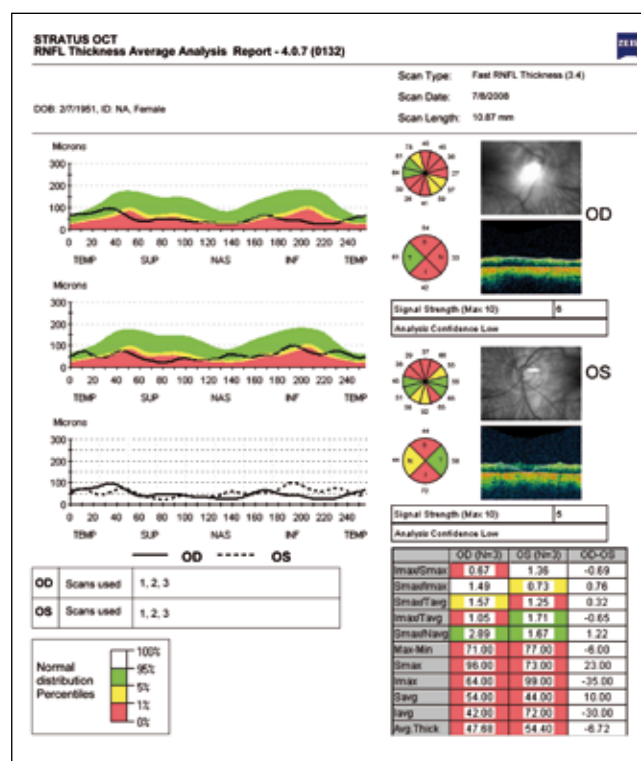 STRATUS OCT
RNFL Thickness Average Analysis Report - 4.0.7 (0132)
ZEISS
Scan Type: Fast RNFL Thickness (3.4)
DOB: 2/7/1951, ID: NA, Female
Scan Date: 7/8/2008
Scan Length: 10.87 mm
Microns
300
200
100
0
0 20 40 60 80 100 120 140 160 180 200 220 240
TEMP SUP NAS INF TEMP
OD
Signal Strength (Max 10) 6
Analysis Confidence Low
Microns
300
200
100
0
0 20 40 60 80 100 120 140 160 180 200 220 240
TEMP SUP NAS INF TEMP
OS
Signal Strength (Max 10) 5
Analysis Confidence Low
Microns
300
200
100
0
0 20 40 60 80 100 120 140 160 180 200 220 240
TEMP SUP NAS INF TEMP
OD OS
OD Scans used 1, 2, 3
OS Scans used 1, 2, 3
Normal
distribution
Percentiles
100%
95%
5%
1%
0%
OD (N=3) OS (N=3) OD-OS
Imax/Smax 0.67 1.36 -0.69
Smax/Imax 1.49 0.73 0.76
Smax/Tavg 1.57 1.25 0.32
Imax/Tavg 1.05 1.71 -0.65
Smax/Navg 2.89 1.67 1.22
Max-Min 71.00 77.00 -6.00
Smax 96.00 73.00 23.00
Imax 64.00 99.00 -35.00
Savg 54.00 44.00 10.00
Iavg 42.00 72.00 -30.00
Avg.Thick 47.68 54.40 -6.72